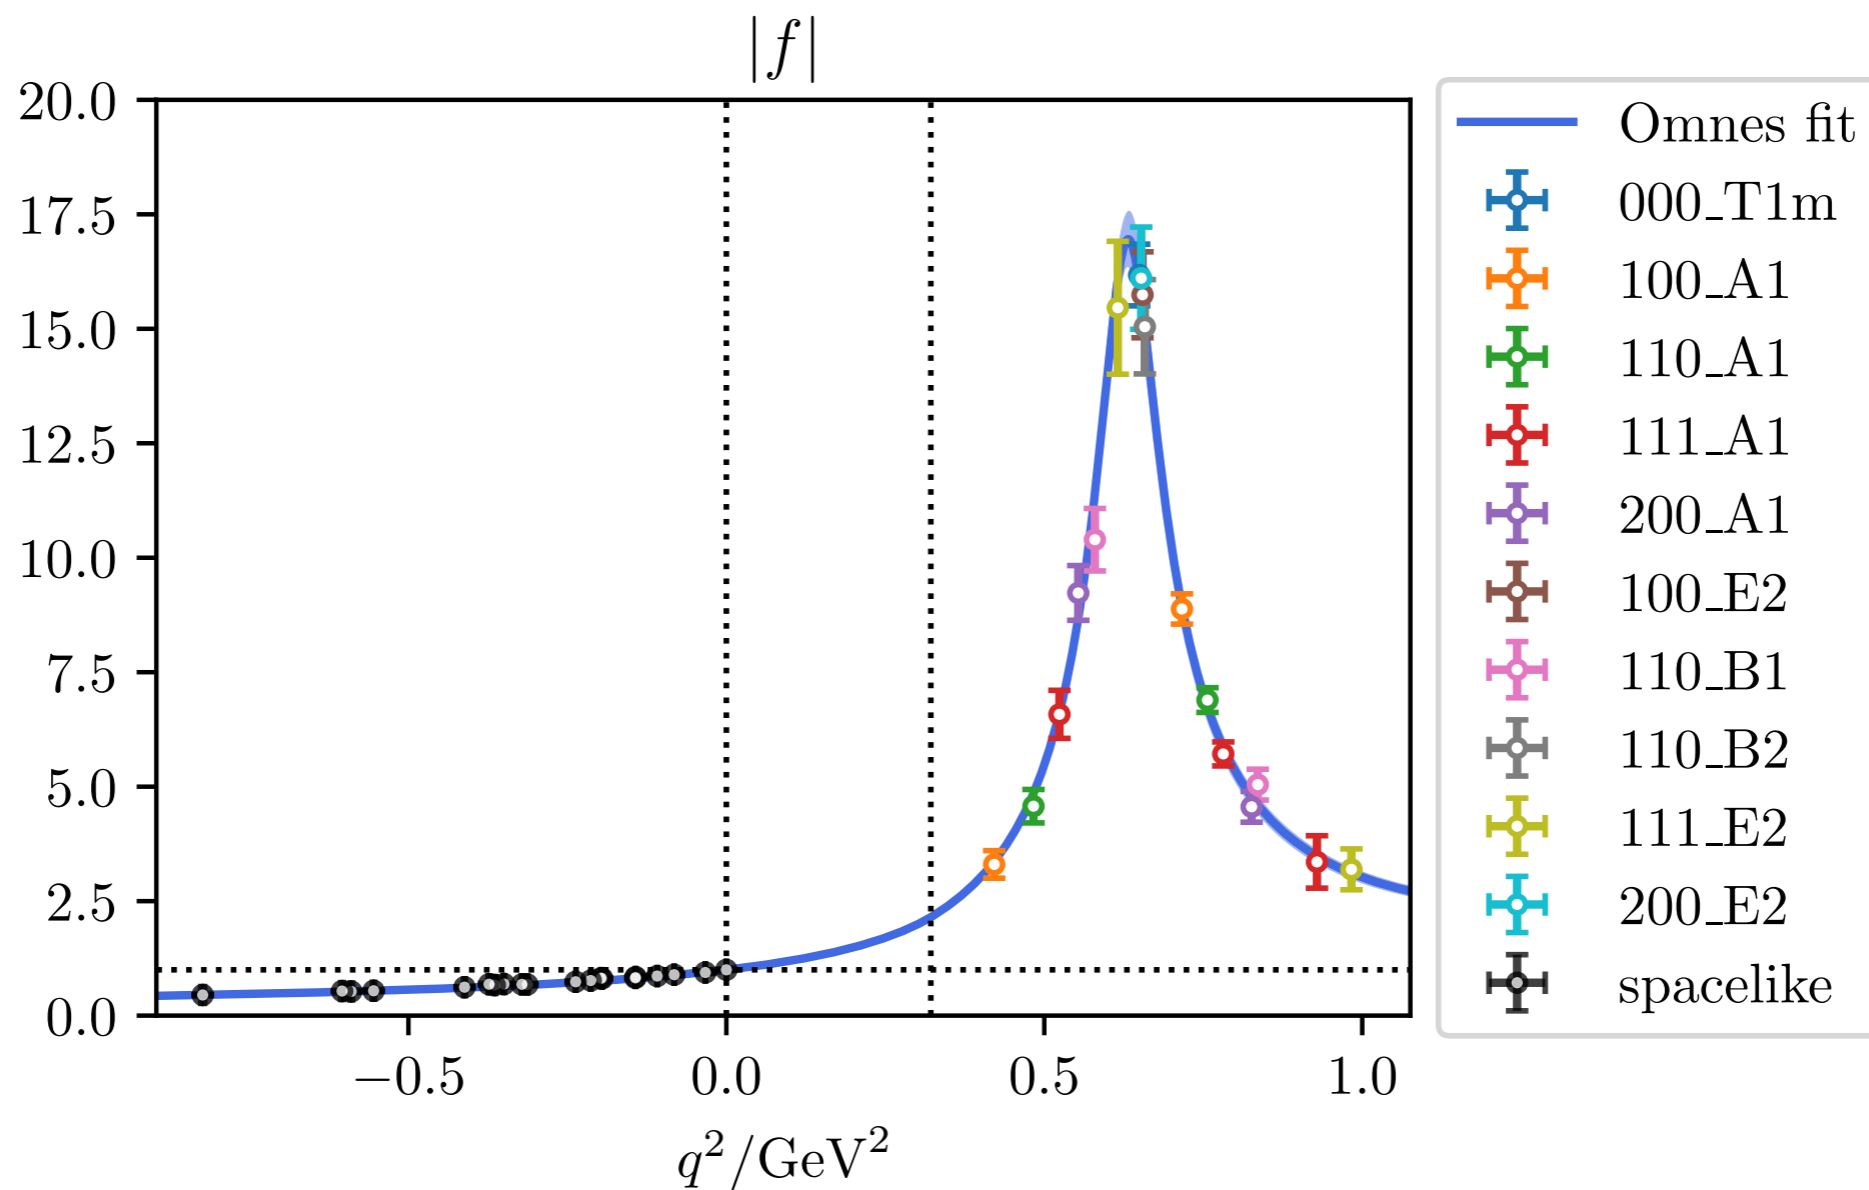 |f|
20.0
17.5
15.0
12.5
10.0
7.5
5.0
2.5
0.0
−0.5 0.0 0.5 1.0
q²/GeV²
Omnes fit
000_T1m
100_A1
110_A1
111_A1
200_A1
100_E2
110_B1
110_B2
111_E2
200_E2
spacelike